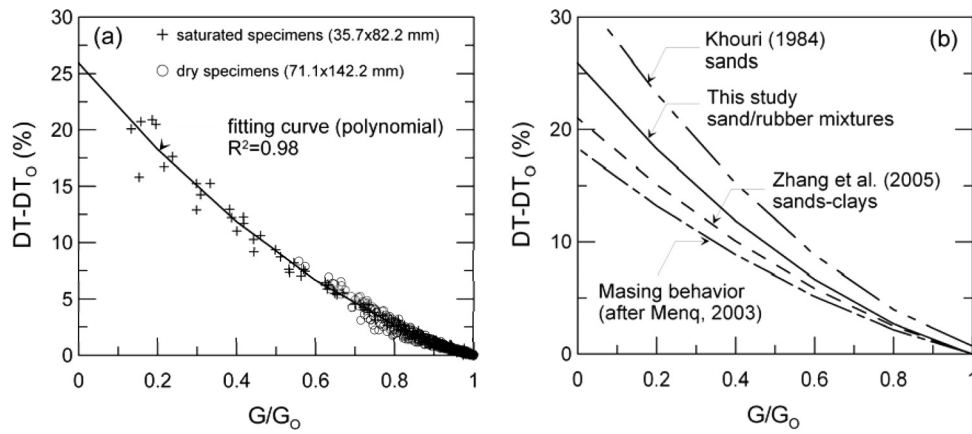 (a)
+ saturated specimens (35.7x82.2 mm)
○ dry specimens (71.1x142.2 mm)
fitting curve (polynomial)
R²=0.98
DT-DTO (%)
30
25
20
15
10
5
0
0
0.2
0.4
0.6
0.8
1
G/GO
(b)
Khouri (1984)
sands
This study
sand/rubber mixtures
Zhang et al. (2005)
sands-clays
Masing behavior
(after Menq, 2003)
DT-DTO (%)
30
20
10
0
0
0.2
0.4
0.6
0.8
1
G/GO